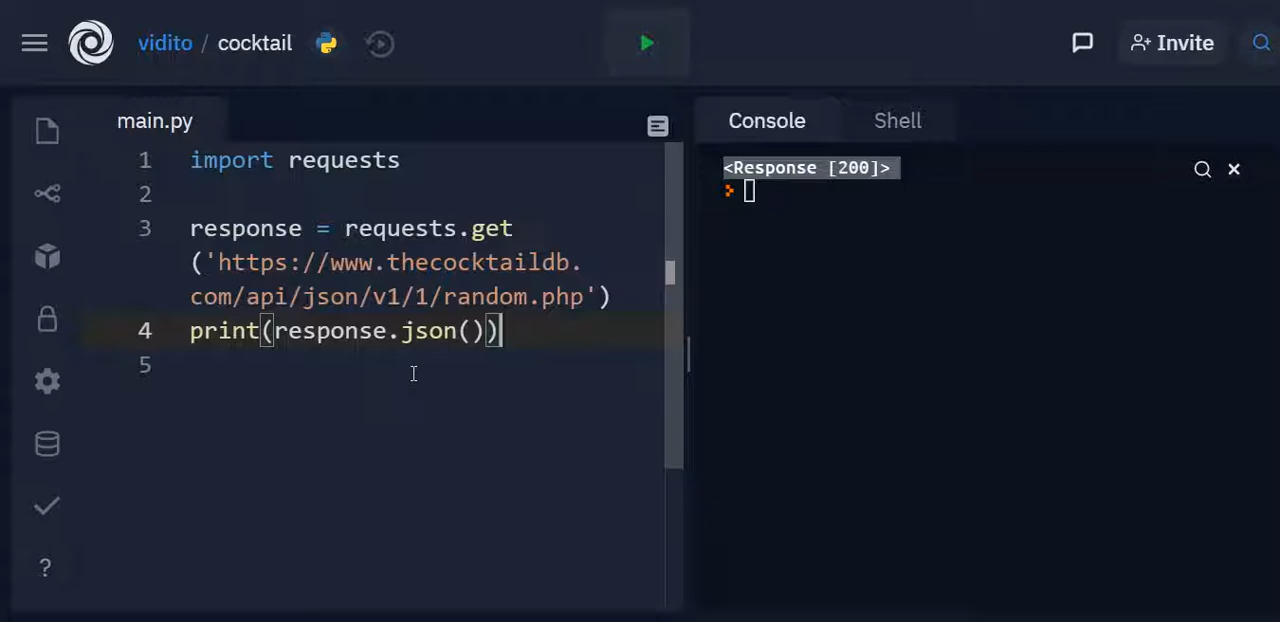 vidito / cocktail
Invite
main.py
1 import requests
2
3 response = requests.get
('https://www.thecocktaildb.
com/api/json/v1/1/random.php')
4 print(response.json())
5
?
Console
Shell
<Response [200]>